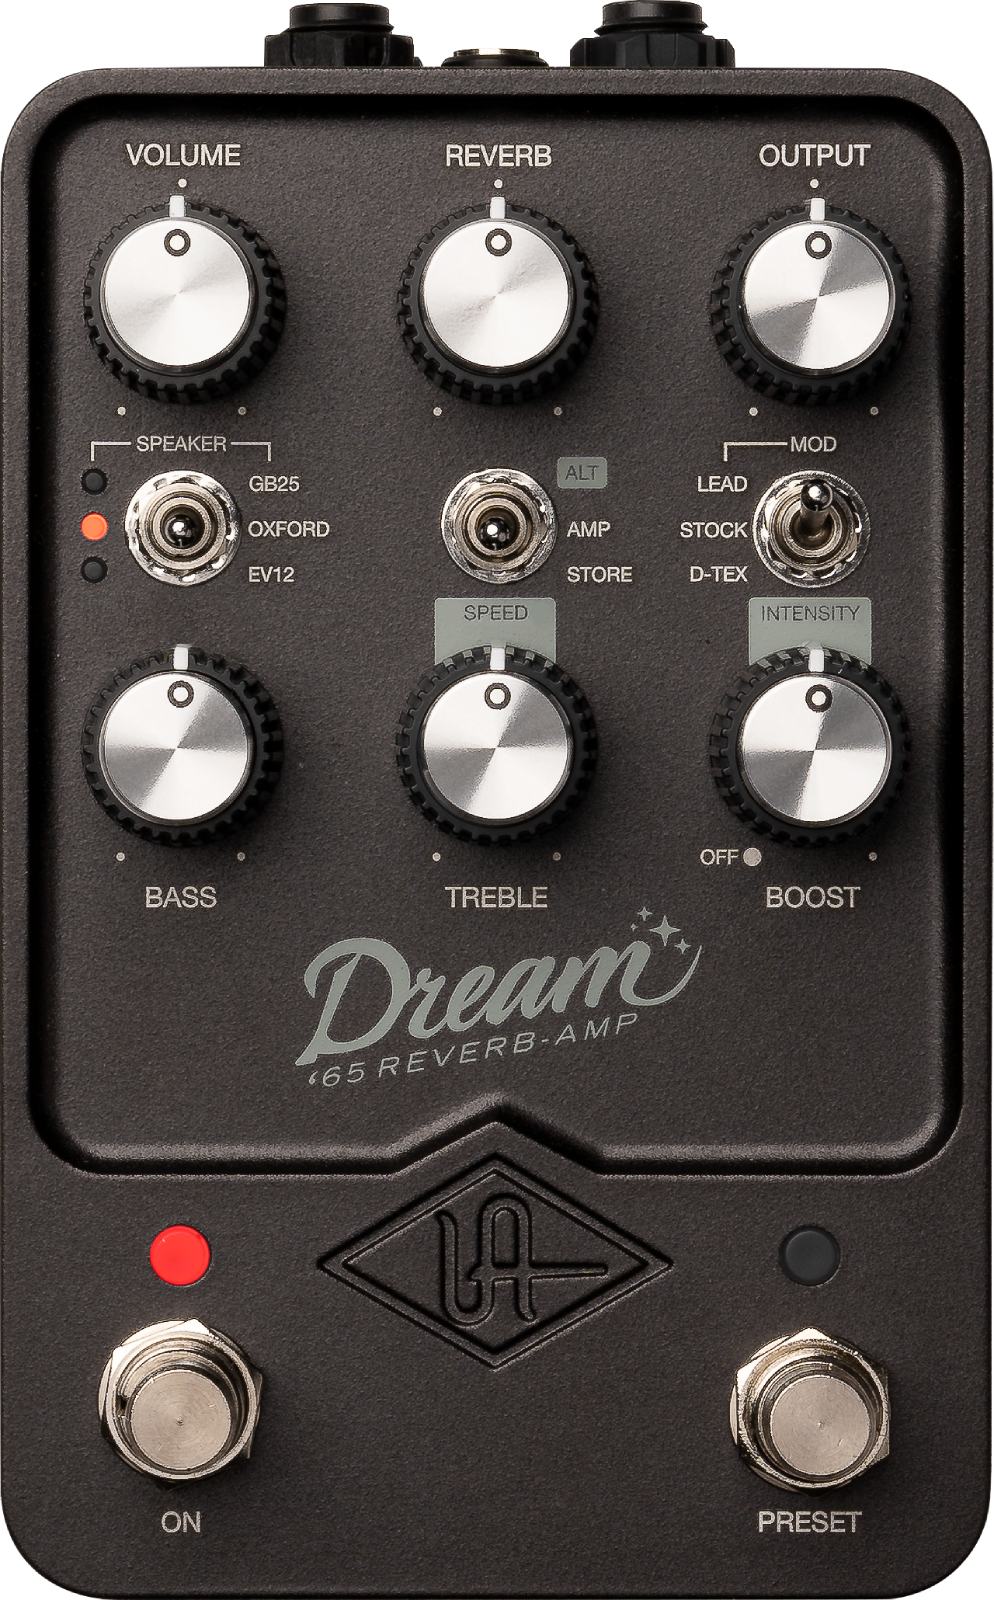 VOLUME REVERB OUTPUT
SPEAKER MOD
GB25 ALT LEAD
OXFORD AMP STOCK
EV12 STORE D-TEX
SPEED INTENSITY
OFF
BASS TREBLE BOOST
Dream
'65 REVERB-AMP
UA
ON PRESET